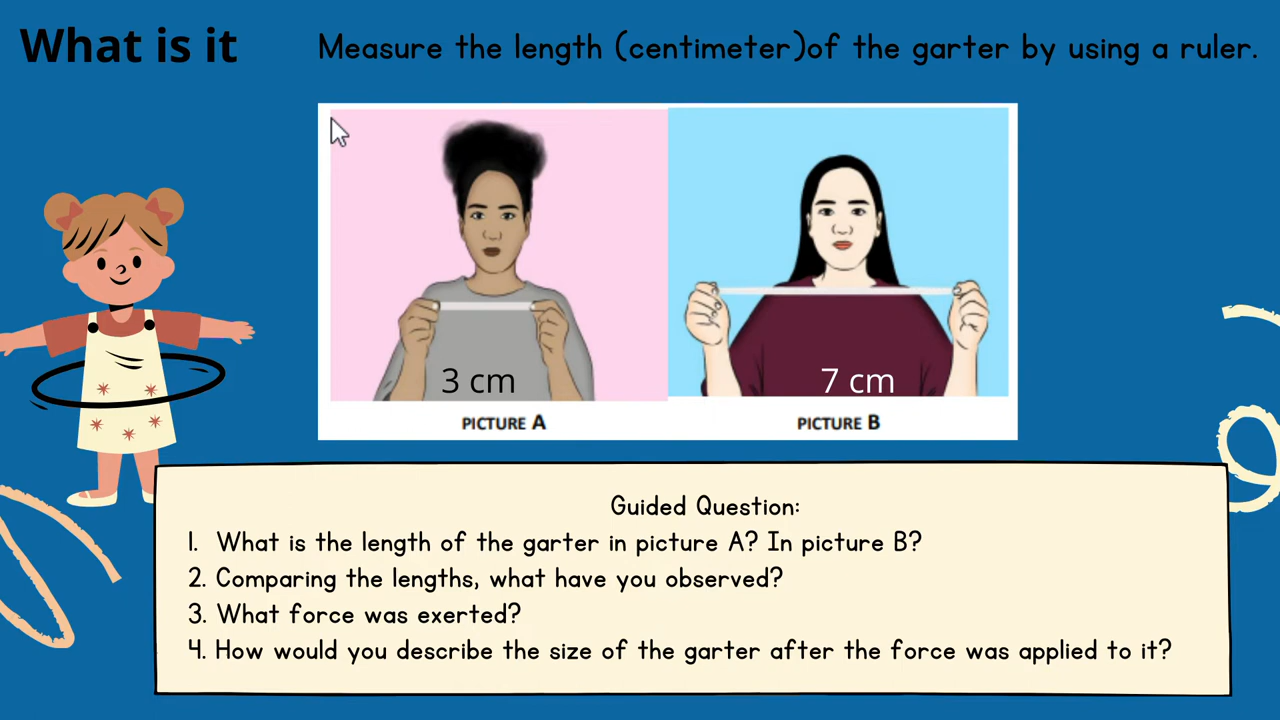 What is it
Measure the length (centimeter)of the garter by using a ruler.
3 cm
7 cm
PICTURE A
PICTURE B
Guided Question:
1. What is the length of the garter in picture A? In picture B?
2. Comparing the lengths, what have you observed?
3. What force was exerted?
4. How would you describe the size of the garter after the force was applied to it?